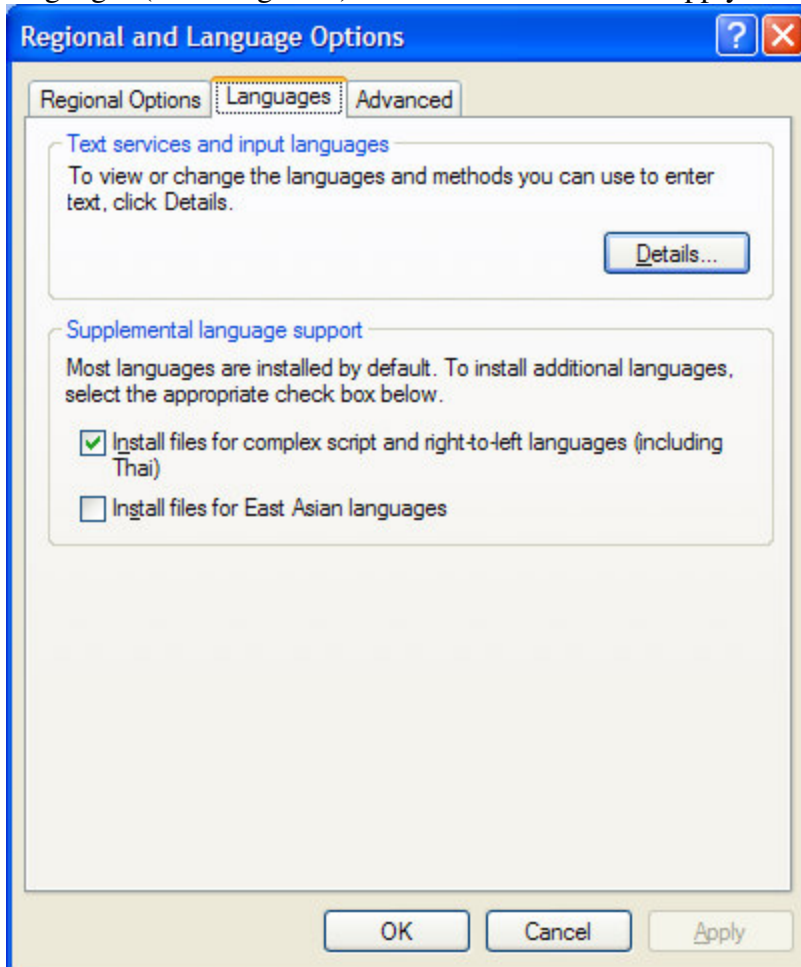 Regional and Language Options
Regional Options Languages Advanced
Text services and input languages
To view or change the languages and methods you can use to enter
text, click Details.
Details...
Supplemental language support
Most languages are installed by default. To install additional languages,
select the appropriate check box below.
Install files for complex script and right-to-left languages (including
Thai)
Install files for East Asian languages
OK Cancel Apply